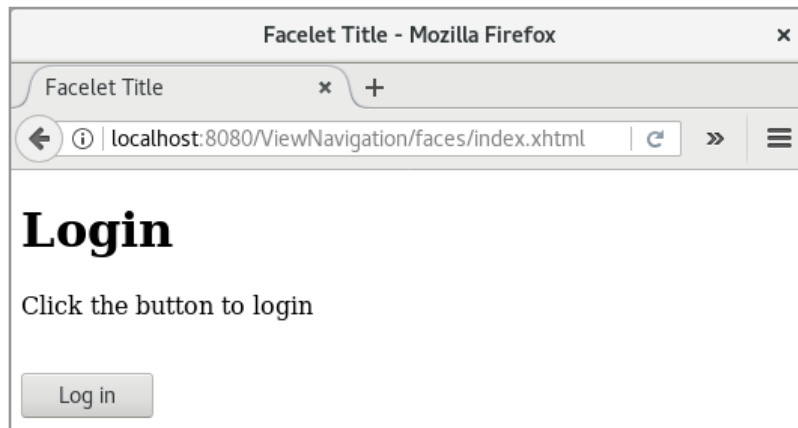 Facelet Title - Mozilla Firefox
Facelet Title
localhost:8080/ViewNavigation/faces/index.xhtml
Login
Click the button to login
Log in